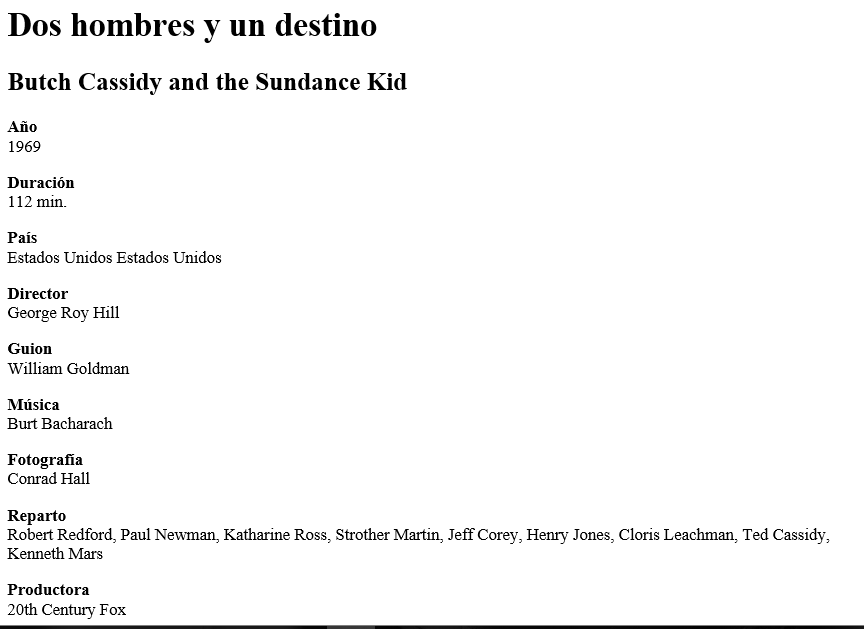 Dos hombres y un destino
Butch Cassidy and the Sundance Kid
Año
1969
Duración
112 min.
País
Estados Unidos Estados Unidos
Director
George Roy Hill
Guion
William Goldman
Música
Burt Bacharach
Fotografía
Conrad Hall
Reparto
Robert Redford, Paul Newman, Katharine Ross, Strother Martin, Jeff Corey, Henry Jones, Cloris Leachman, Ted Cassidy,
Kenneth Mars
Productora
20th Century Fox